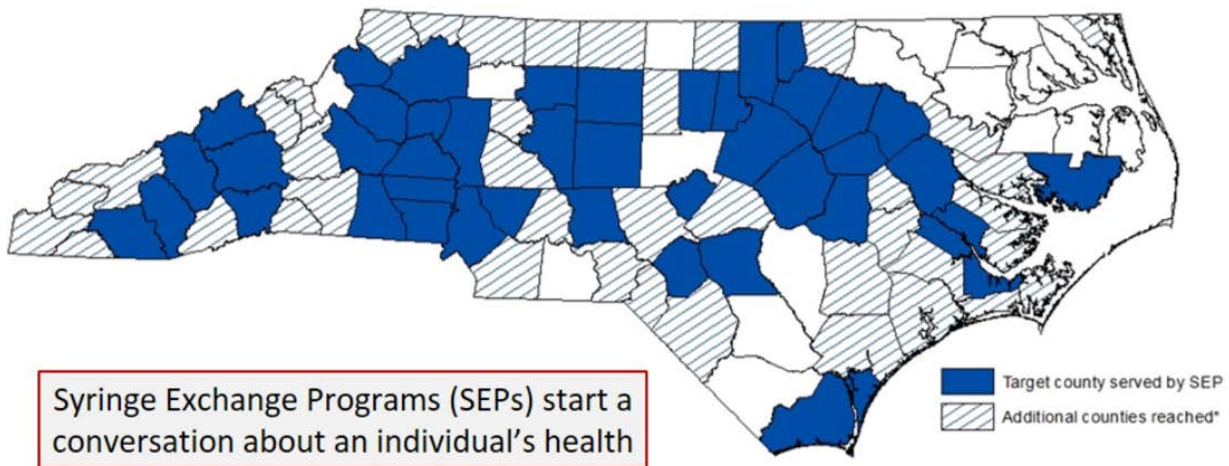 Syringe Exchange Programs (SEPs) start a
conversation about an individual's health
Target county served by SEP
Additional counties reached*